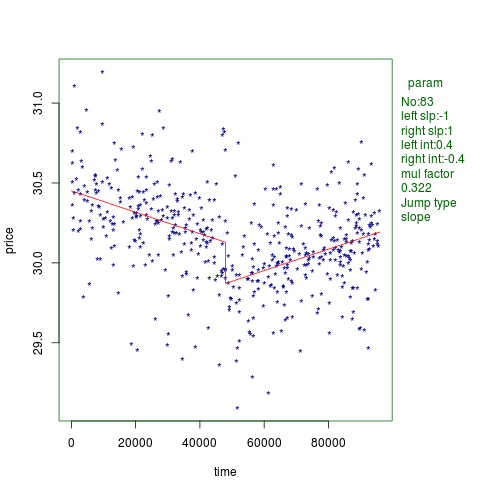 param
No:83
left slp:-1
right slp:1
left int:0.4
right int:-0.4
mul factor
0.322
Jump type
slope
price
31.0
30.5
30.0
29.5
0 20000 40000 60000 80000
time